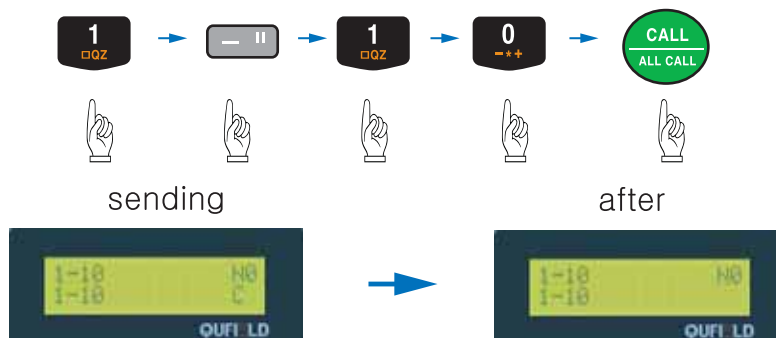 1 — " 1 0 CALL
□QZ □QZ -*+ ALL CALL
sending after
1-10 N0 1-10 N0
1-10 C 1-10
QUFI LD QUFI LD